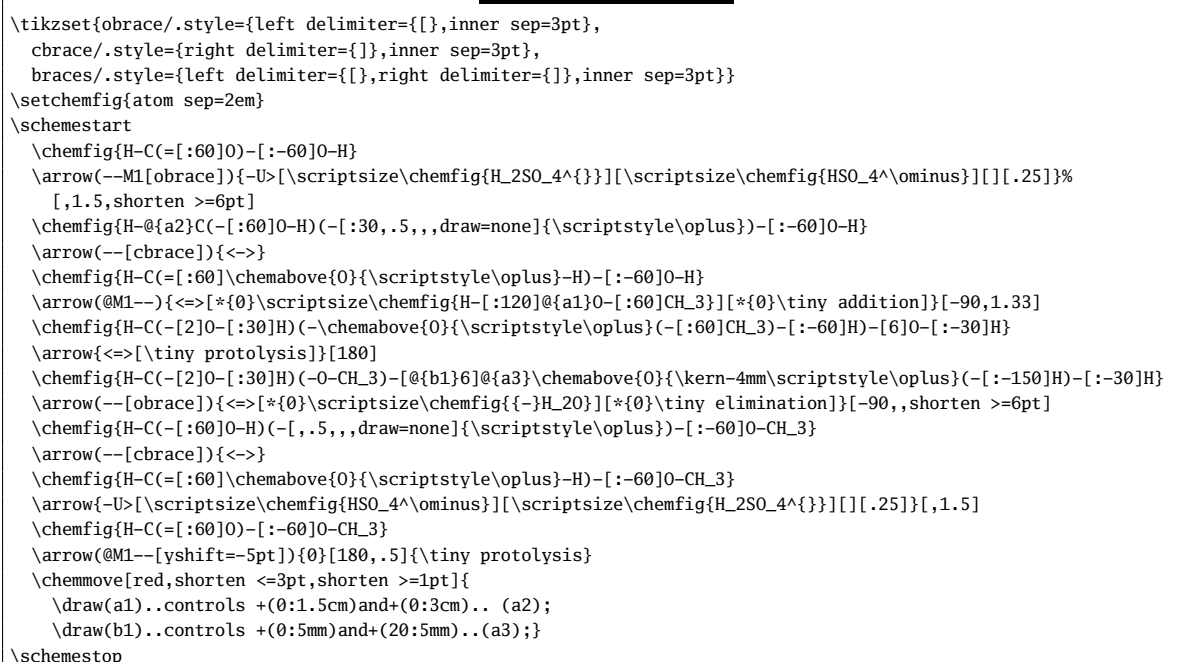 \tikzset{obrace/.style={left delimiter={[},inner sep=3pt},
  cbrace/.style={right delimiter={]},inner sep=3pt},
  braces/.style={left delimiter={[},right delimiter={]},inner sep=3pt}}
\setchemfig{atom sep=2em}
\schemestart
  \chemfig{H-C(=[:60]O)-[:-60]O-H}
  \arrow(--M1[obrace]){-U>[\scriptsize\chemfig{H_2SO_4^{}}][\scriptsize\chemfig{HSO_4^\ominus}][][.25]}%
    [,1.5,shorten >=6pt]
  \chemfig{H-@{a2}C(-[:60]O-H)(-[:30,.5,,,draw=none]{\scriptstyle\oplus})-[:-60]O-H}
  \arrow(--[cbrace]){<->}
  \chemfig{H-C(=[:60]\chemabove{O}{\scriptstyle\oplus}-H)-[:-60]O-H}
  \arrow(@M1--){<=>[*{0}\scriptsize\chemfig{H-[:120]@{a1}O-[:60]CH_3}][*{0}\tiny addition]}[-90,1.33]
  \chemfig{H-C(-[2]O-[:30]H)(-\chemabove{O}{\scriptstyle\oplus}(-[:60]CH_3)-[:-60]H)-[6]O-[:-30]H}
  \arrow{<=>[\tiny protolysis]}[180]
  \chemfig{H-C(-[2]O-[:30]H)(-O-CH_3)-[@{b1}6]@{a3}\chemabove{O}{\kern-4mm\scriptstyle\oplus}(-[:-150]H)-[:-30]H}
  \arrow(--[obrace]){<=>[*{0}\scriptsize\chemfig{{-}H_2O}][*{0}\tiny elimination]}[-90,,shorten >=6pt]
  \chemfig{H-C(-[:60]O-H)(-[,.5,,,draw=none]{\scriptstyle\oplus})-[:-60]O-CH_3}
  \arrow(--[cbrace]){<->}
  \chemfig{H-C(=[:60]\chemabove{O}{\scriptstyle\oplus}-H)-[:-60]O-CH_3}
  \arrow{-U>[\scriptsize\chemfig{HSO_4^\ominus}][\scriptsize\chemfig{H_2SO_4^{}}][][.25]}[,1.5]
  \chemfig{H-C(=[:60]O)-[:-60]O-CH_3}
  \arrow(@M1--[yshift=-5pt]){0}[180,.5]{\tiny protolysis}
  \chemmove[red,shorten <=3pt,shorten >=1pt]{
    \draw(a1)..controls +(0:1.5cm)and+(0:3cm).. (a2);
    \draw(b1)..controls +(0:5mm)and+(20:5mm)..(a3);}
\schemestop